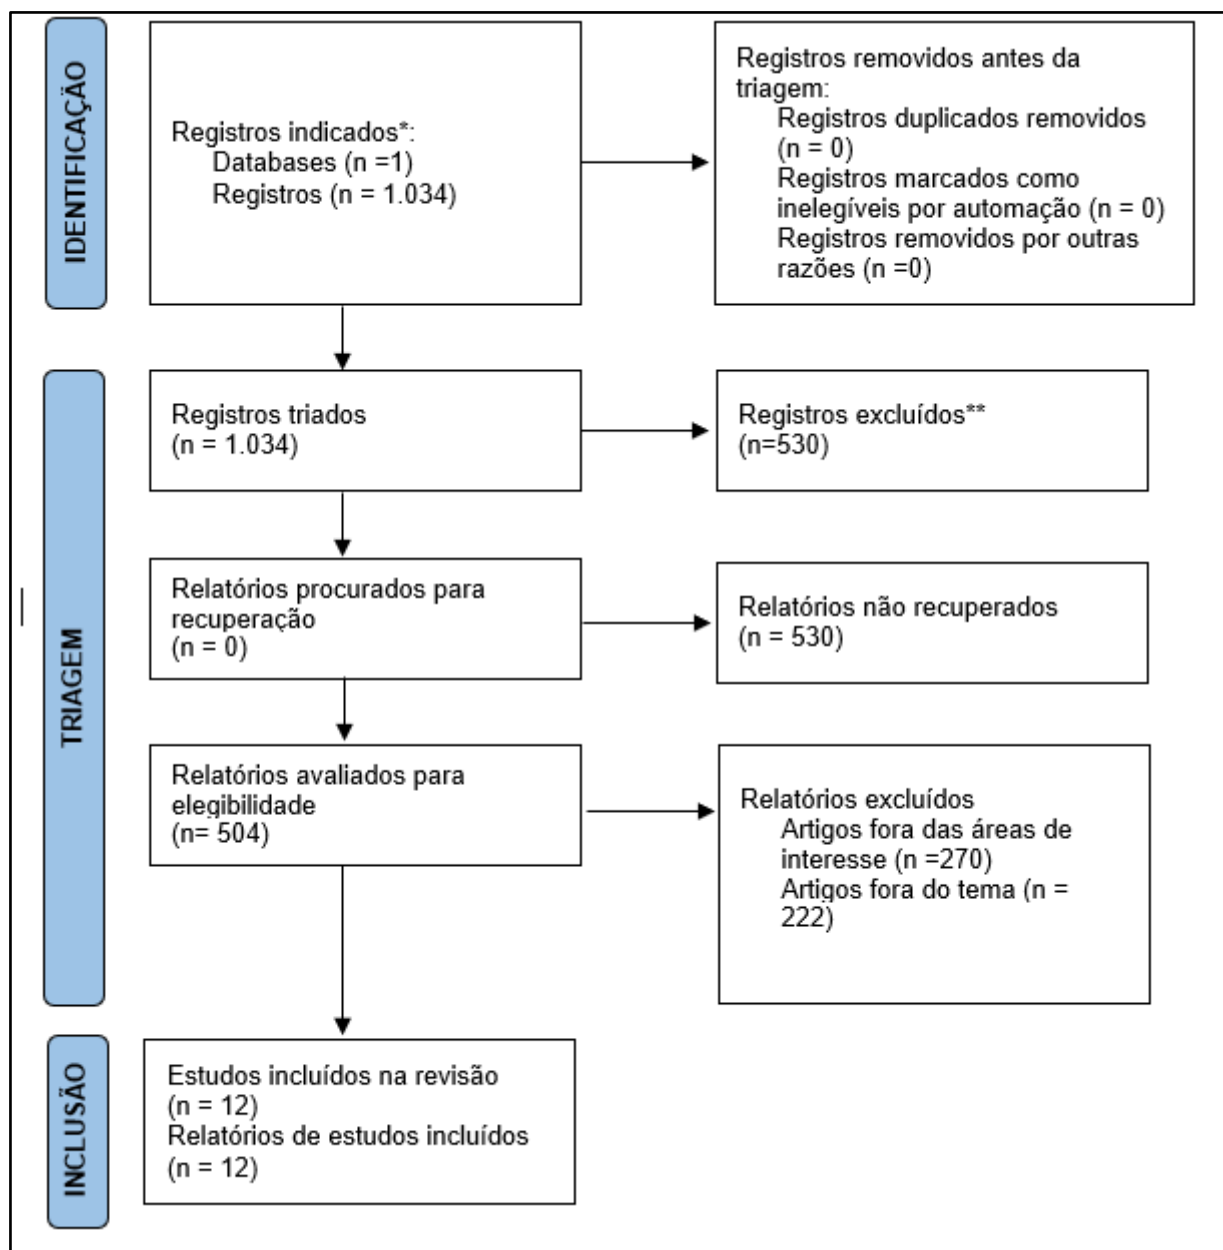 IDENTIFICAÇÃO
Registros indicados*:
Databases (n =1)
Registros (n = 1.034)
Registros removidos antes da
triagem:
Registros duplicados removidos
(n = 0)
Registros marcados como
inelegíveis por automação (n = 0)
Registros removidos por outras
razões (n =0)
TRIAGEM
Registros triados
(n = 1.034)
Registros excluídos**
(n=530)
Relatórios procurados para
recuperação
(n = 0)
Relatórios não recuperados
(n = 530)
Relatórios avaliados para
elegibilidade
(n= 504)
Relatórios excluídos
Artigos fora das áreas de
interesse (n =270)
Artigos fora do tema (n =
222)
INCLUSÃO
Estudos incluídos na revisão
(n = 12)
Relatórios de estudos incluídos
(n = 12)